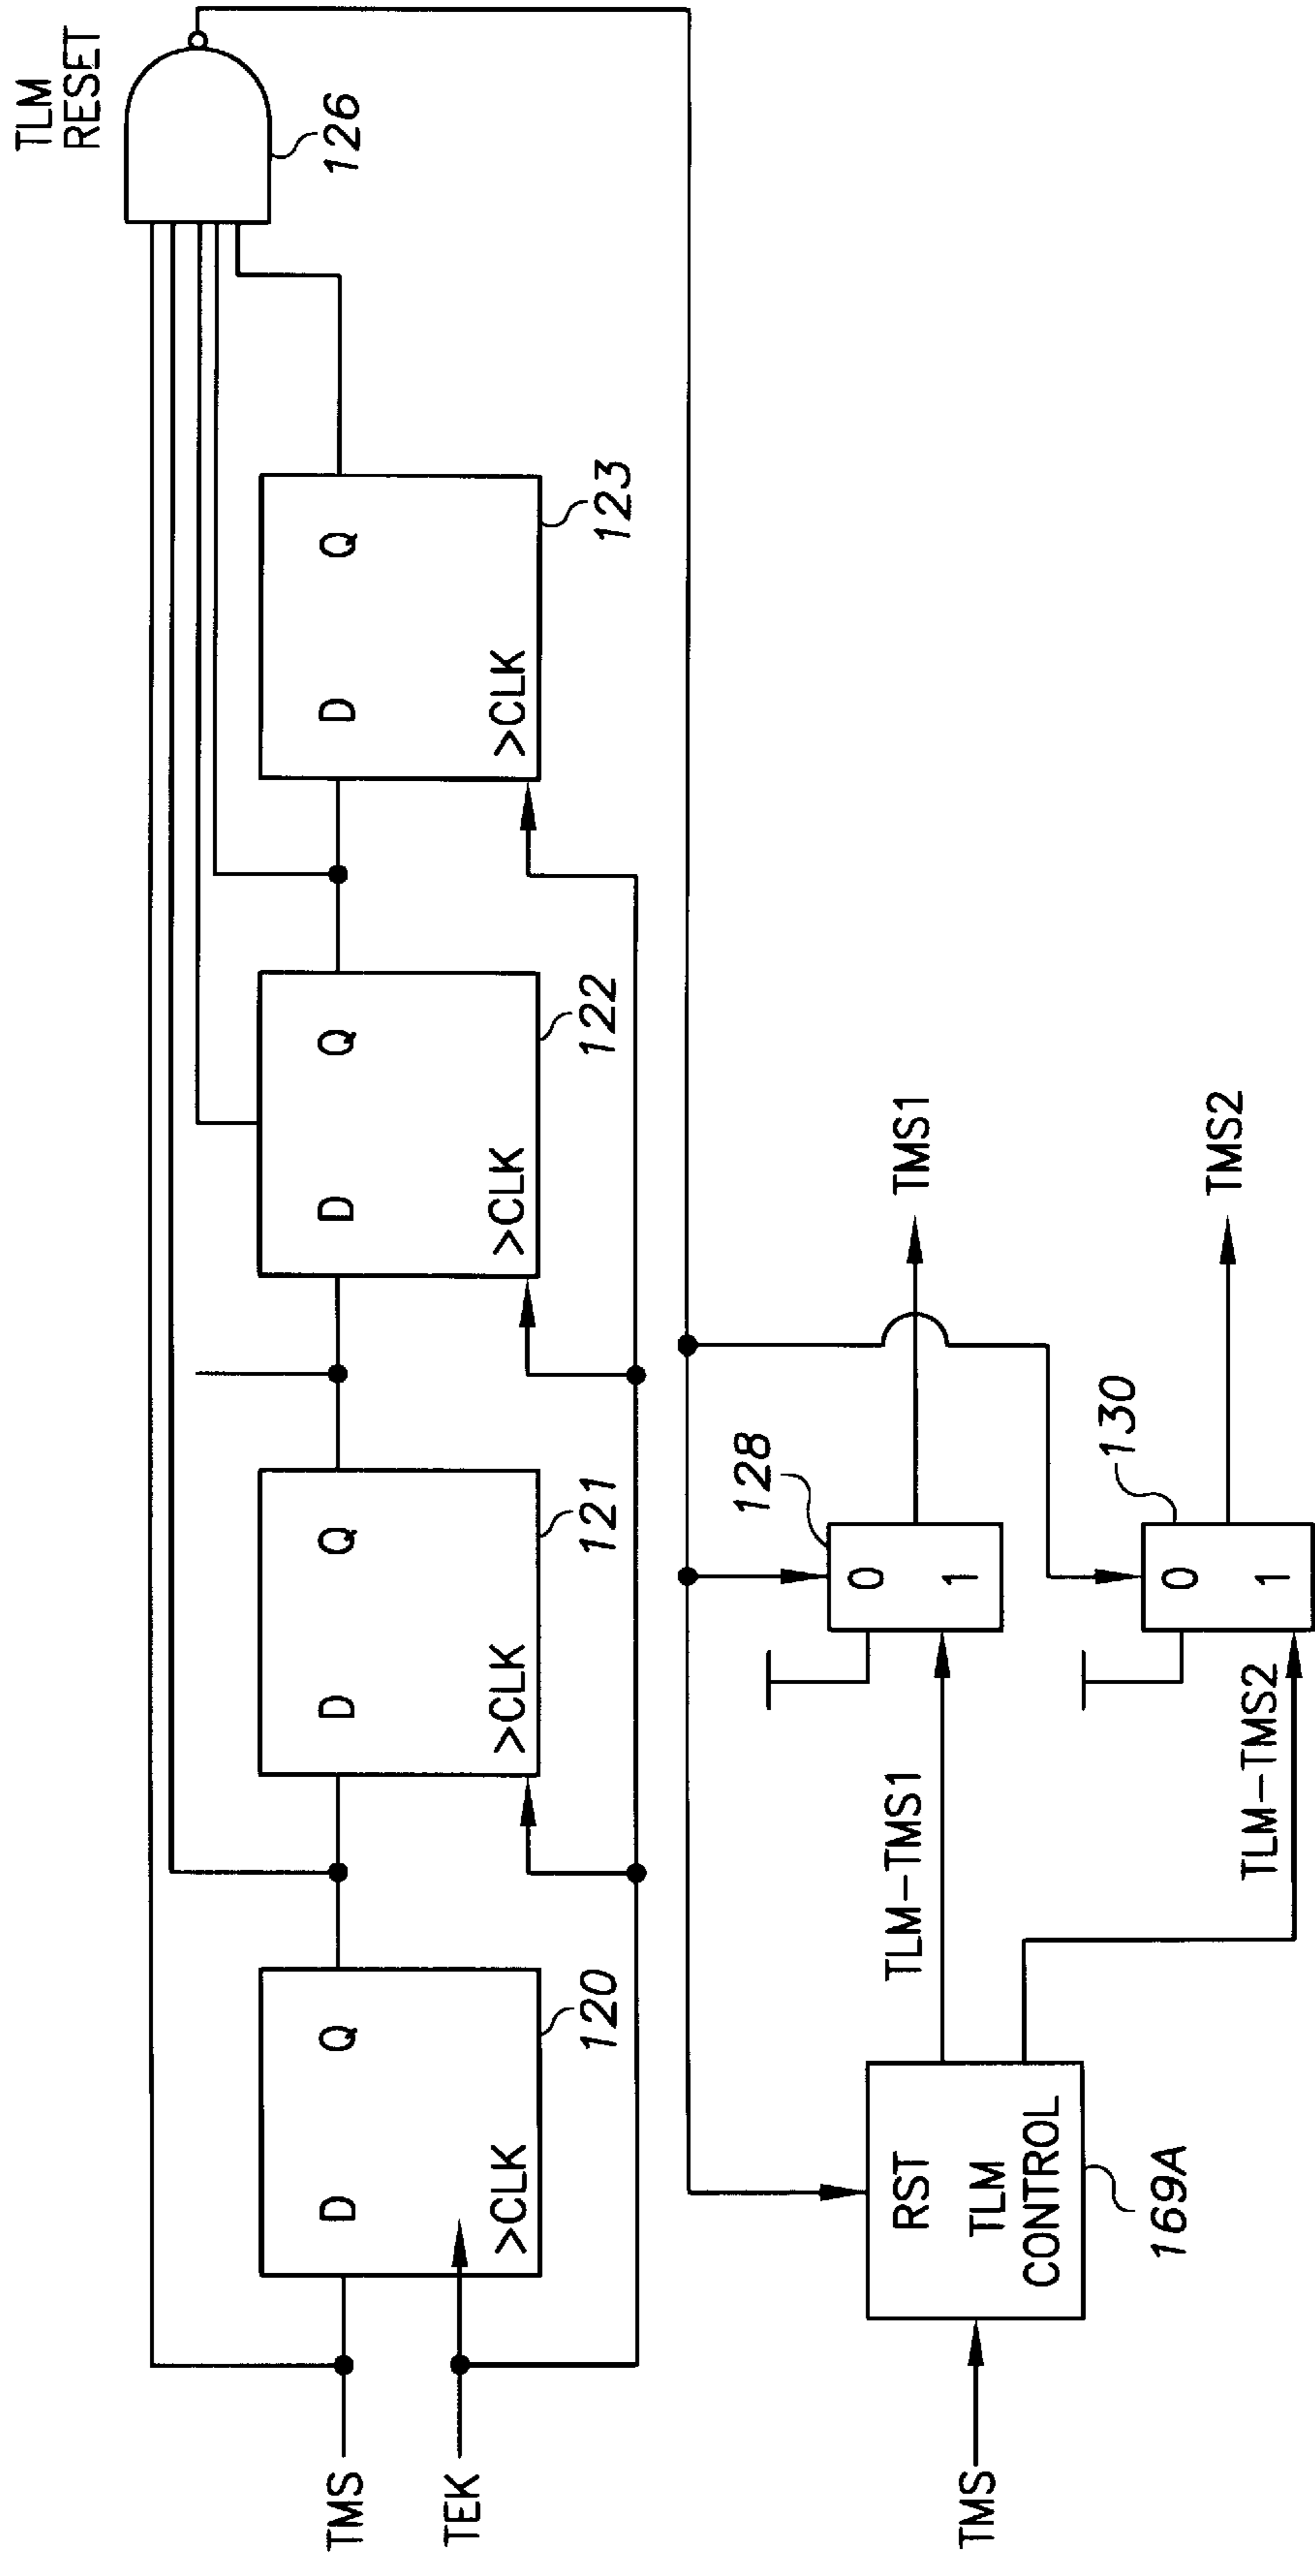 TLM
RESET
126
D Q
>CLK
120
D Q
>CLK
121
D Q
>CLK
122
D Q
>CLK
123
TMS
TEK
TMS
RST
TLM
CONTROL
169A
TLM-TMS1
TLM-TMS2
0
1
128
TMS1
0
1
130
TMS2